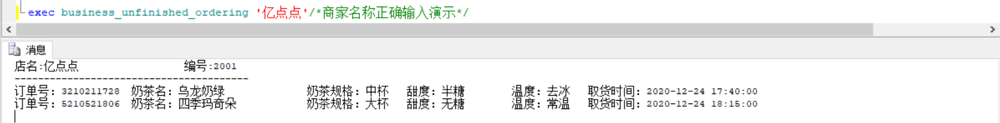 exec business_unfinished_ordering '亿点点'/*商家名称正确输入演示*/
消息
店名:亿点点 编号:2001
----------------------------------------
订单号: 3210211728 奶茶名: 乌龙奶绿 奶茶规格: 中杯 甜度: 半糖 温度: 去冰 取货时间: 2020-12-24 17:40:00
订单号: 5210521806 奶茶名: 四季玛奇朵 奶茶规格: 大杯 甜度: 无糖 温度: 常温 取货时间: 2020-12-24 18:15:00